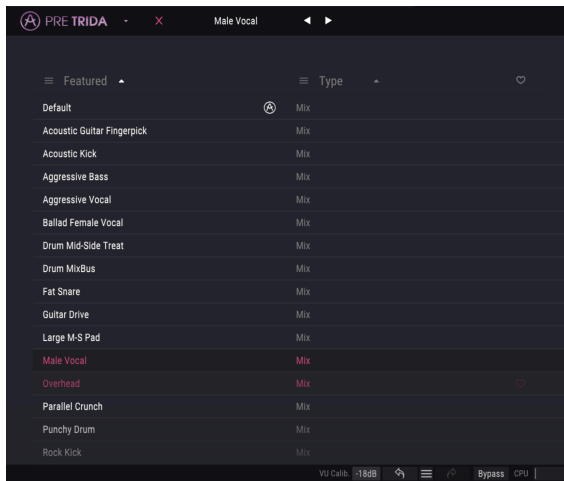 PRE TRIDA Male Vocal
Featured Type
Default Mix
Acoustic Guitar Fingerpick Mix
Acoustic Kick Mix
Aggressive Bass Mix
Aggressive Vocal Mix
Ballad Female Vocal Mix
Drum Mid-Side Treat Mix
Drum MixBus Mix
Fat Snare Mix
Guitar Drive Mix
Large M-S Pad Mix
Male Vocal Mix
Overhead Mix
Parallel Crunch Mix
Punchy Drum Mix
Rock Kick Mix
VU Calib. -18dB Bypass CPU